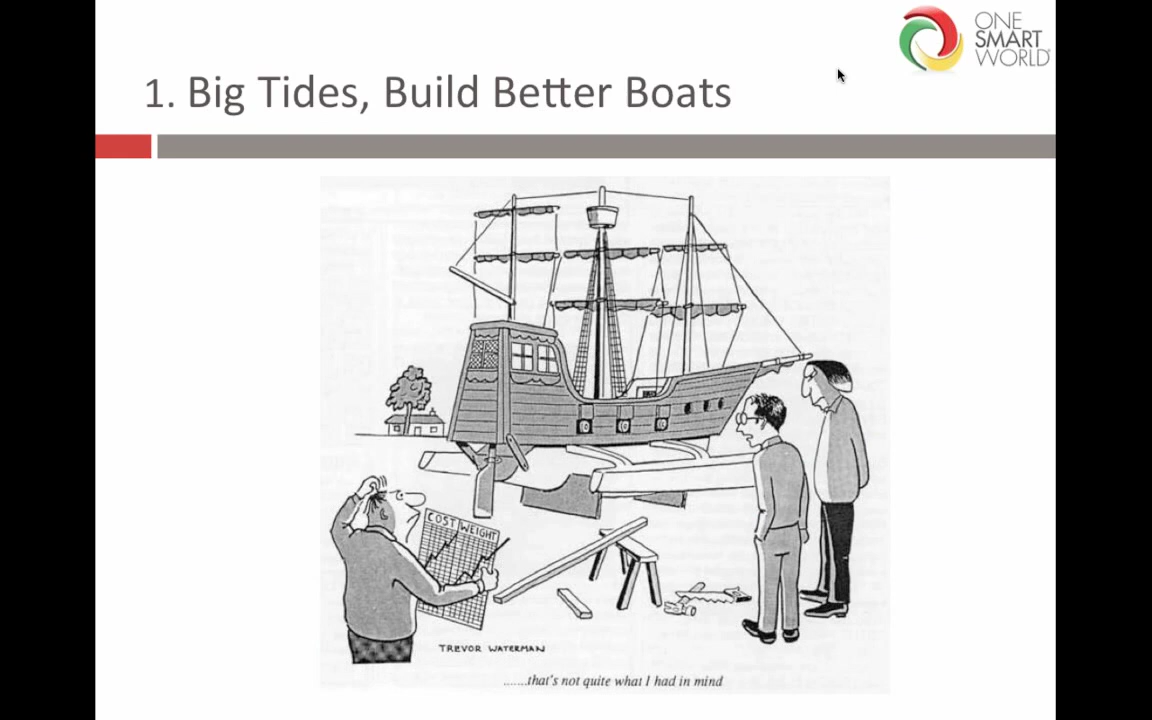 ONE
SMART
WORLD
1. Big Tides, Build Better Boats
COST WEIGHT
TREVOR WATERMAN
.......that's not quite what I had in mind